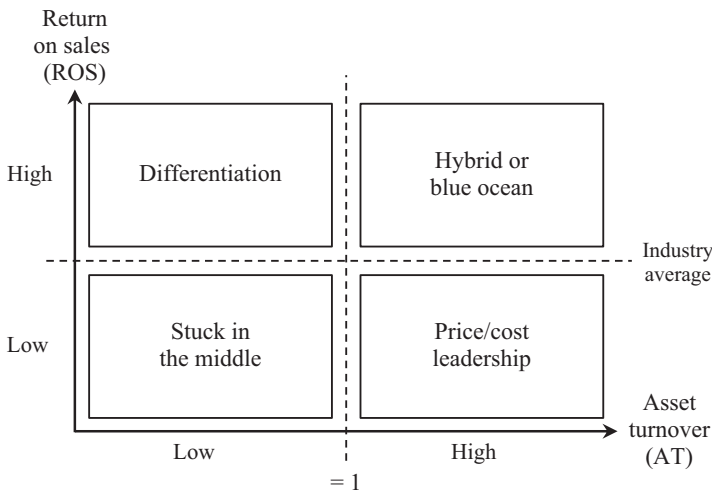 Return
on sales
(ROS)
High
Differentiation
Hybrid or
blue ocean
Industry
average
Low
Stuck in
the middle
Price/cost
leadership
Asset
turnover
(AT)
Low
High
= 1